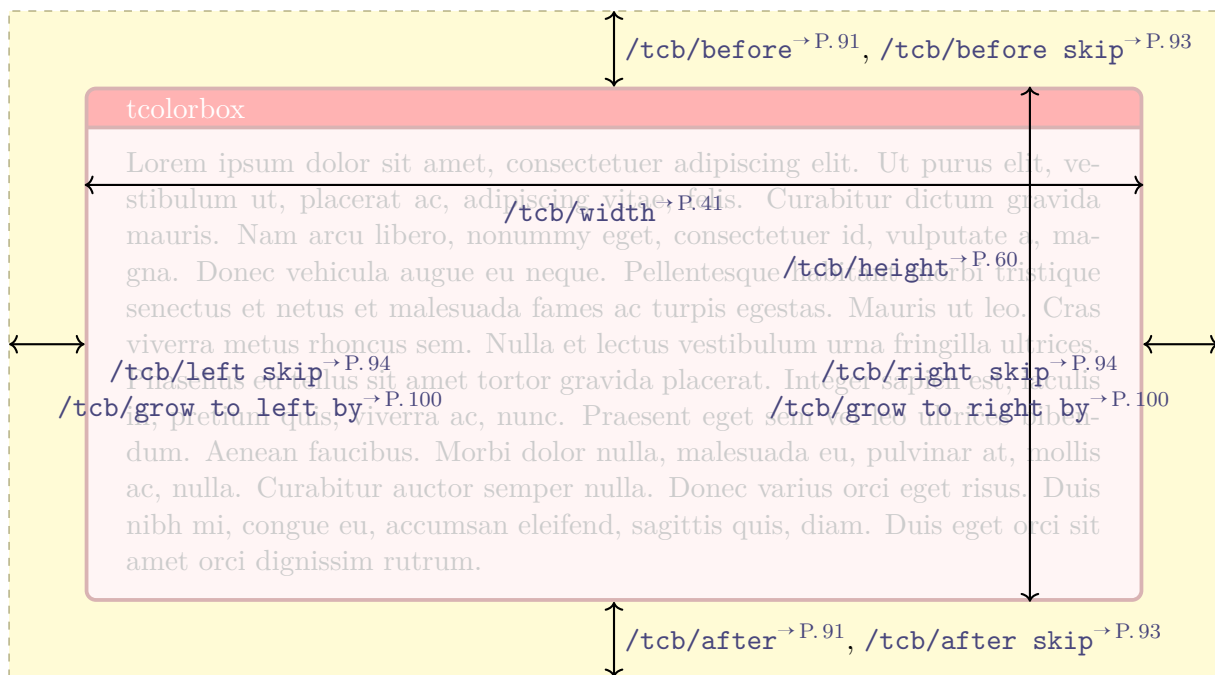 /tcb/before→P. 91, /tcb/before skip→P. 93
tcolorbox
Lorem ipsum dolor sit amet, consectetuer adipiscing elit. Ut purus elit, ve-
stibulum ut, placerat ac, adipiscing vitae, felis. Curabitur dictum gravida
/tcb/width→P. 41
mauris. Nam arcu libero, nonummy eget, consectetuer id, vulputate a, ma-
gna. Donec vehicula augue eu neque. Pellentesque habitant morbi tristique
/tcb/height→P. 60
senectus et netus et malesuada fames ac turpis egestas. Mauris ut leo. Cras
viverra metus rhoncus sem. Nulla et lectus vestibulum urna fringilla ultrices.
/tcb/left skip→P. 94
/tcb/right skip→P. 94
Phasellus eu tellus sit amet tortor gravida placerat. Integer sapien est, iaculis
/tcb/grow to left by→P. 100
/tcb/grow to right by→P. 100
in, pretium quis, viverra ac, nunc. Praesent eget sem vel leo ultrices biben-
dum. Aenean faucibus. Morbi dolor nulla, malesuada eu, pulvinar at, mollis
ac, nulla. Curabitur auctor semper nulla. Donec varius orci eget risus. Duis
nibh mi, congue eu, accumsan eleifend, sagittis quis, diam. Duis eget orci sit
amet orci dignissim rutrum.
/tcb/after→P. 91, /tcb/after skip→P. 93